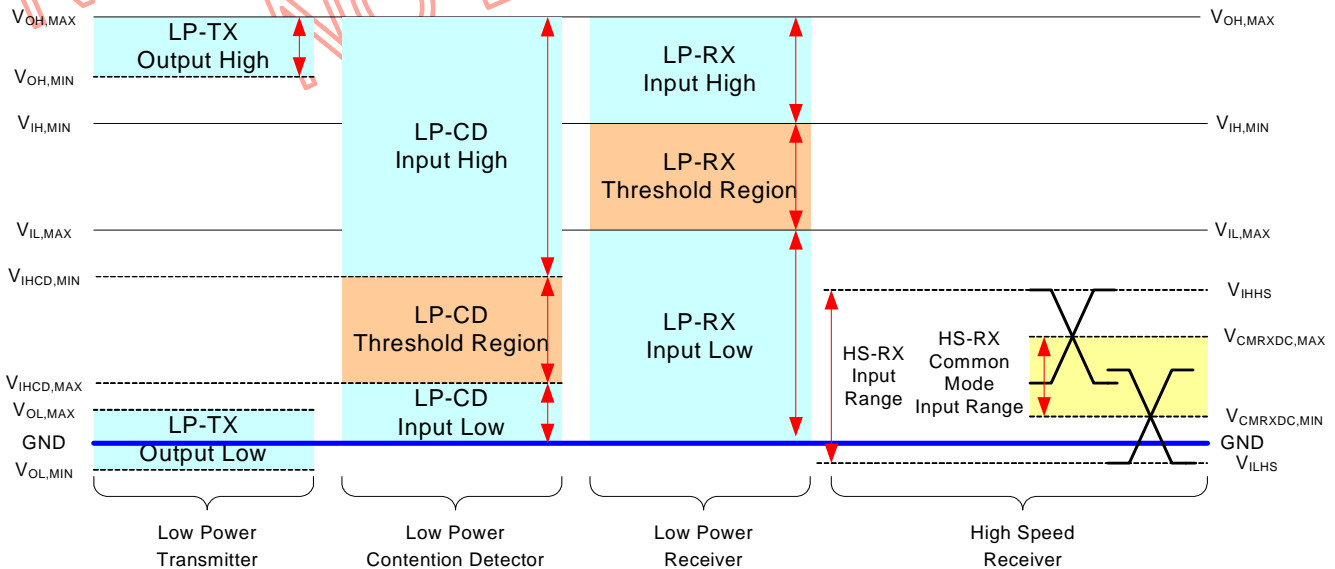 VOH,MAX
LP-TX
Output High
VOH,MIN
VIH,MIN
VIL,MAX
VIHCD,MIN
VIHCD,MAX
VOL,MAX
GND
VOL,MIN
LP-TX
Output Low
LP-CD
Input High
LP-CD
Threshold Region
LP-CD
Input Low
LP-RX
Input High
LP-RX
Threshold Region
LP-RX
Input Low
HS-RX
Input
Range
HS-RX
Common
Mode
Input Range
VOH,MAX
VIH,MIN
VIL,MAX
VIHHS
VCMRXDC,MAX
VCMRXDC,MIN
GND
VILHS
Low Power
Transmitter
Low Power
Contention Detector
Low Power
Receiver
High Speed
Receiver